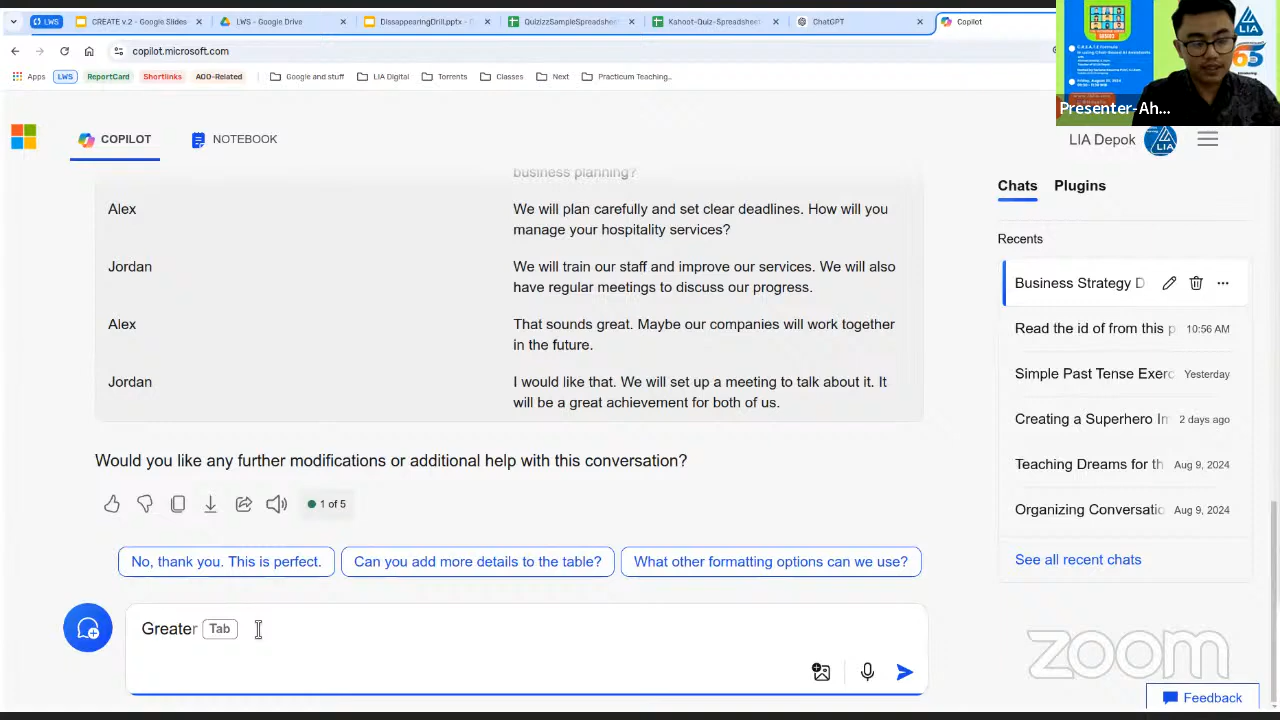 LWS
CREATE v.2 - Google Slides
LWS - Google Drive
DissappearingDrill.pptx - G
QuizizzSampleSpreadshee
Kahoot-Quiz-Spreadsheet
ChatGPT
Copilot
copilot.microsoft.com
Apps
LWS
ReportCard
Shortlinks
AOO-Related
Google and stuff
LWIGHian
Torrents
Classes
Next
Practicum Teaching...
LIA
65
Friday, August
Presenter-Ah...
COPILOT
NOTEBOOK
LIA Depok
LIA
business planning?
Alex
We will plan carefully and set clear deadlines. How will you
manage your hospitality services?
Jordan
We will train our staff and improve our services. We will also
have regular meetings to discuss our progress.
Alex
That sounds great. Maybe our companies will work together
in the future.
Jordan
I would like that. We will set up a meeting to talk about it. It
will be a great achievement for both of us.
Would you like any further modifications or additional help with this conversation?
1 of 5
No, thank you. This is perfect.
Can you add more details to the table?
What other formatting options can we use?
Greater Tab
Chats
Plugins
Recents
Business Strategy D
Read the id of from this p
10:56 AM
Simple Past Tense Exerc
Yesterday
Creating a Superhero Im
2 days ago
Teaching Dreams for th
Aug 9, 2024
Organizing Conversatio
Aug 9, 2024
See all recent chats
zoom
Feedback